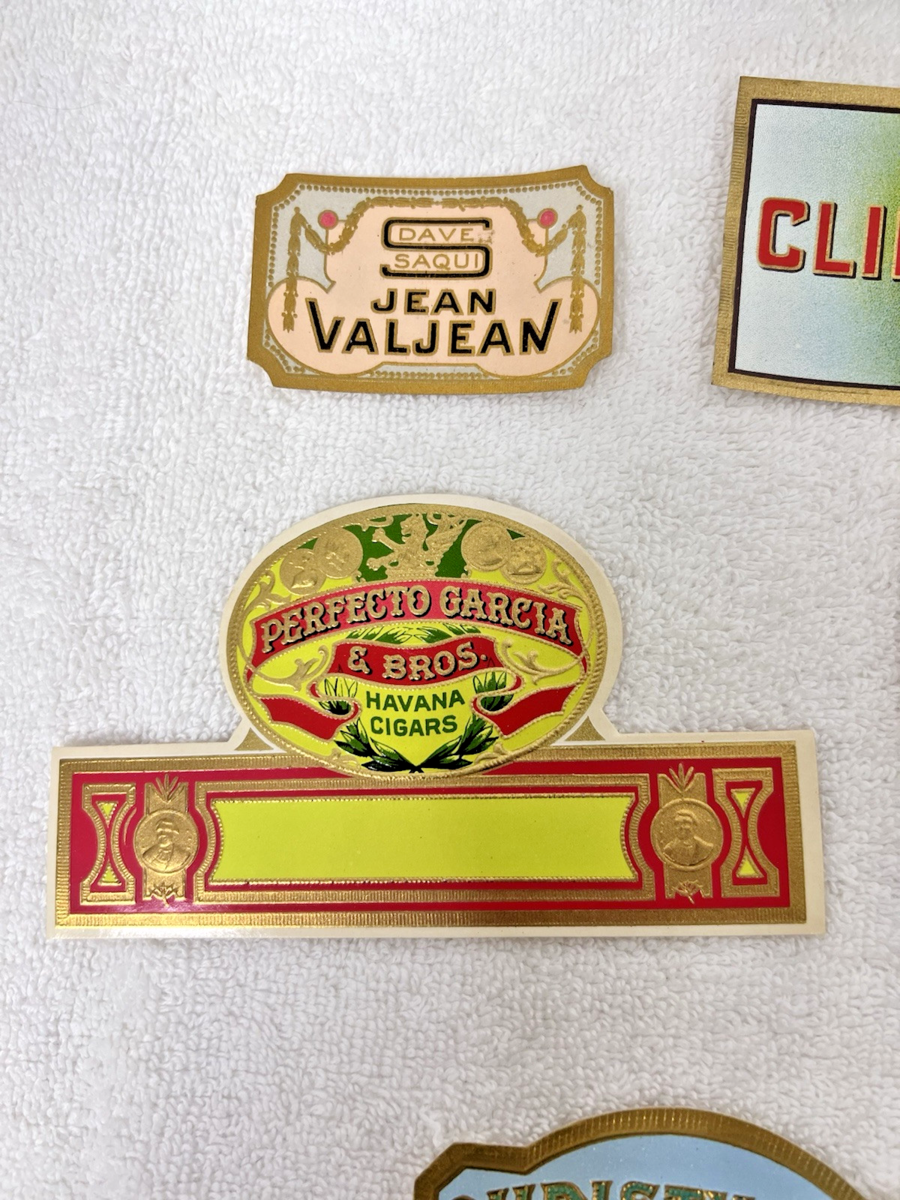 DAVE
SAQUI
JEAN
VALJEAN
PERFECTO GARCIA
& BROS.
HAVANA
CIGARS